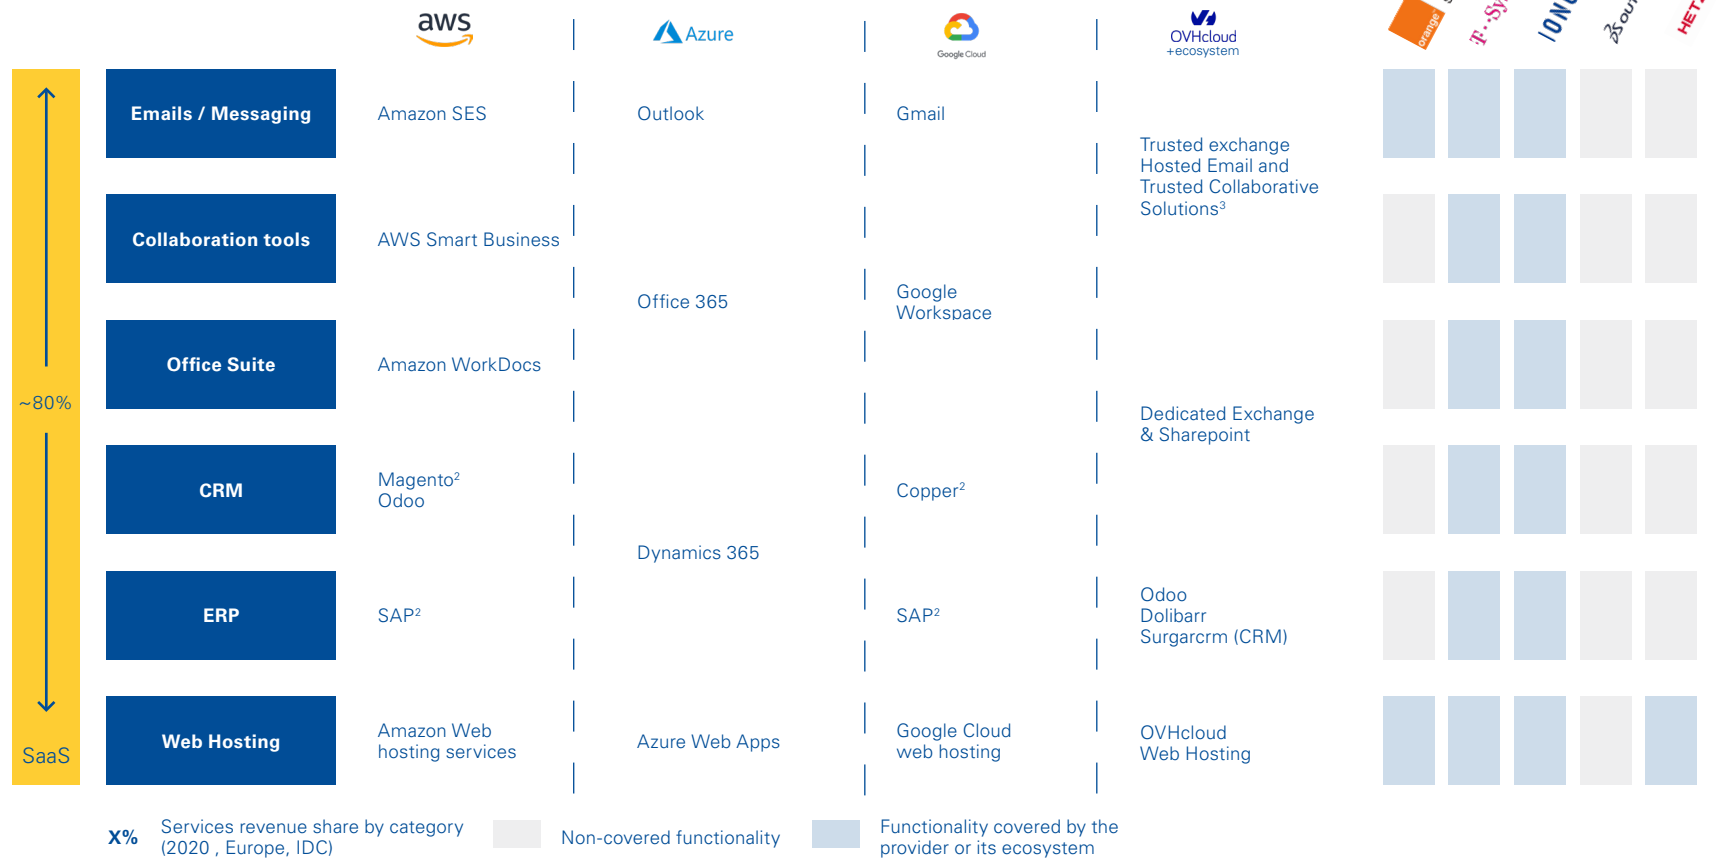 aws
Azure
Google Cloud
OVHcloud
+ecosystem
orange™
Emails / Messaging
Amazon SES
Outlook
Gmail
Trusted exchange
Hosted Email and
Trusted Collaborative
Solutions³
Collaboration tools
AWS Smart Business
Office 365
Google
Workspace
Office Suite
Amazon WorkDocs
~80%
Dedicated Exchange
& Sharepoint
CRM
Magento²
Odoo
Copper²
Dynamics 365
ERP
SAP²
SAP²
Odoo
Dolibarr
Surgarcrm (CRM)
Web Hosting
Amazon Web
hosting services
Azure Web Apps
Google Cloud
web hosting
OVHcloud
Web Hosting
SaaS
X%
Services revenue share by category
(2020 , Europe, IDC)
Non-covered functionality
Functionality covered by the
provider or its ecosystem